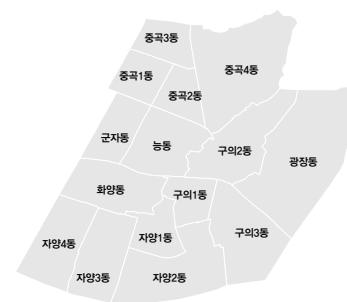 중곡3동
중곡4동
중곡1동
중곡2동
군자동
능동
구의2동
광장동
화양동
구의1동
구의3동
자양4동
자양1동
자양3동
자양2동